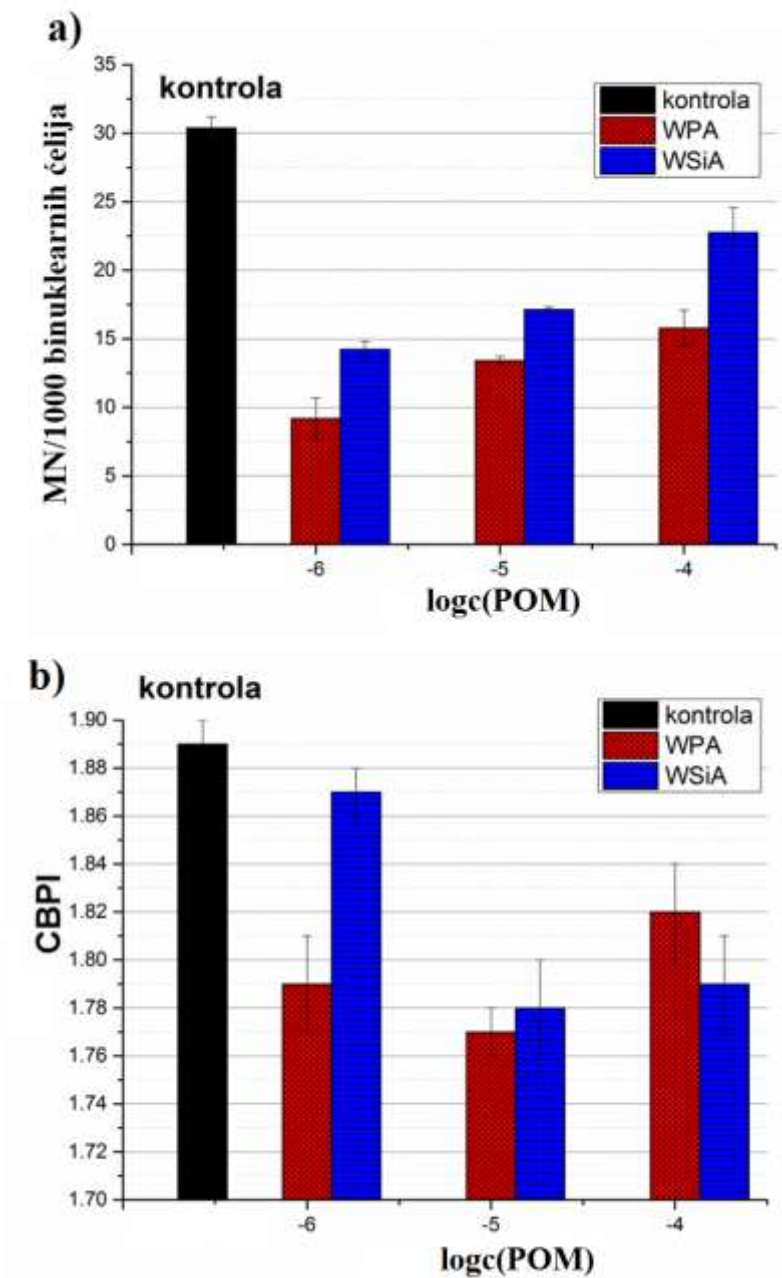 a)
kontrola
kontrola
WPA
WSiA
MN/1000 binuklearnih ćelija
35
30
25
20
15
10
5
0
-6
-5
-4
logc(POM)
b)
kontrola
kontrola
WPA
WSiA
CBPI
1.90
1.88
1.86
1.84
1.82
1.80
1.78
1.76
1.74
1.72
1.70
-6
-5
-4
logc(POM)